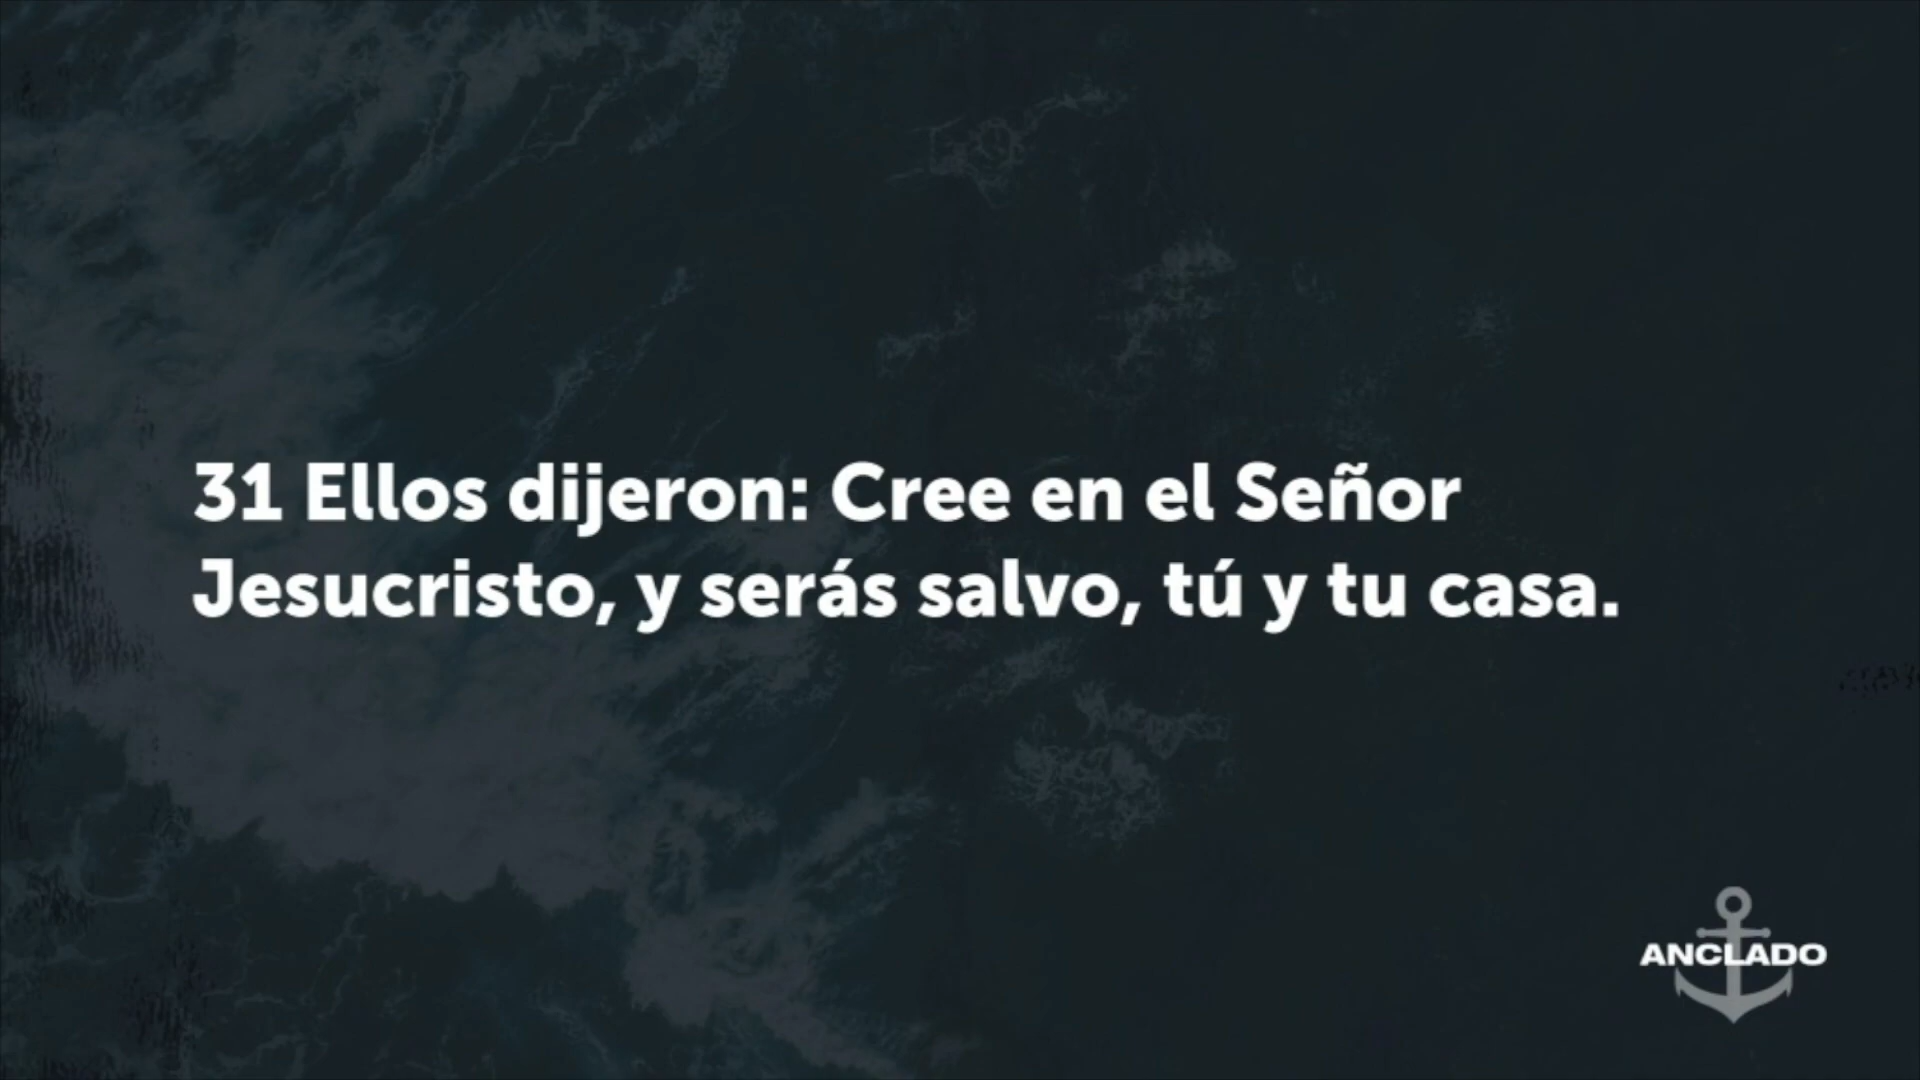 31 Ellos dijeron: Cree en el Señor
Jesucristo, y serás salvo, tú y tu casa.
ANCLADO